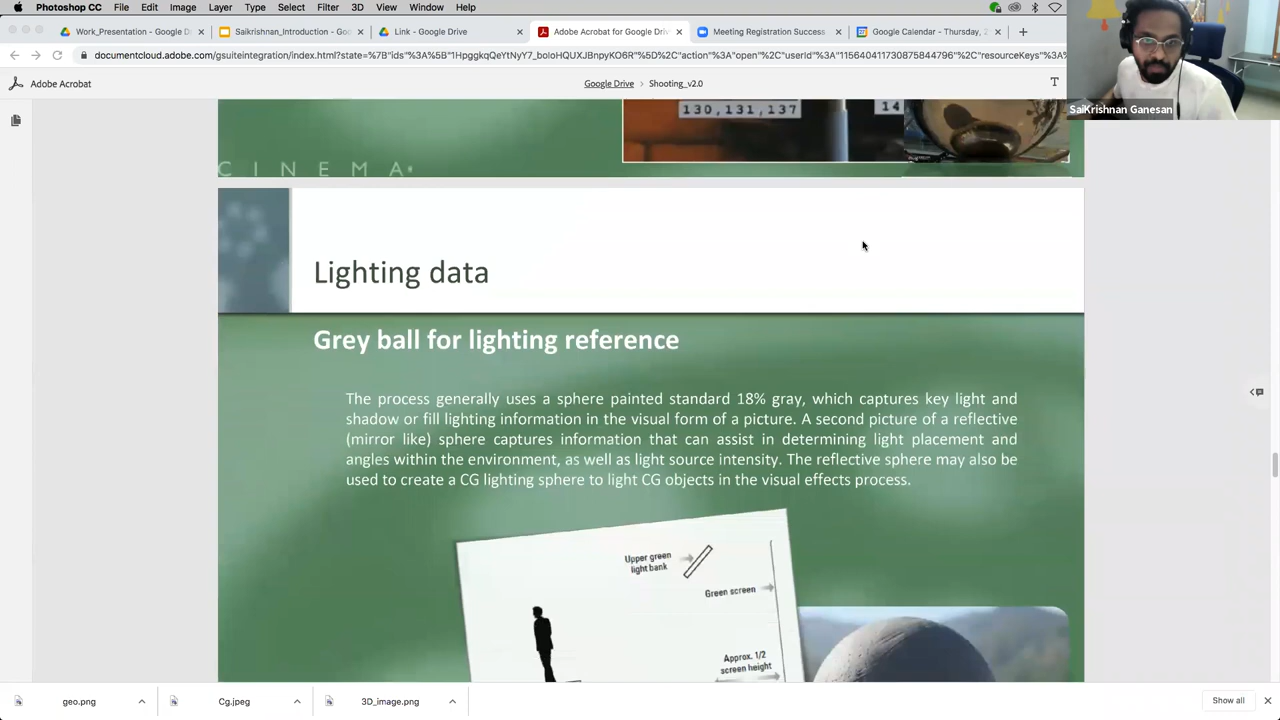 Photoshop CC File Edit Image Layer Type Select Filter 3D View Window Help
Work_Presentation - Google Dri
Saikrishnan_Introduction - Goo
Link - Google Drive
Adobe Acrobat for Google Driv
Meeting Registration Success
Google Calendar - Thursday, 2
Adobe Acrobat
Google Drive > Shooting_v2.0
SaiKrishnan Ganesan
130,131,137
14
CINEMA
Lighting data
Grey ball for lighting reference
The process generally uses a sphere painted standard 18% gray, which captures key light and
shadow or fill lighting information in the visual form of a picture. A second picture of a reflective
(mirror like) sphere captures information that can assist in determining light placement and
angles within the environment, as well as light source intensity. The reflective sphere may also be
used to create a CG lighting sphere to light CG objects in the visual effects process.
Upper green
light bank
Green screen
Approx. 1/2
screen height
geo.png
Cg.jpeg
3D_image.png
Show all